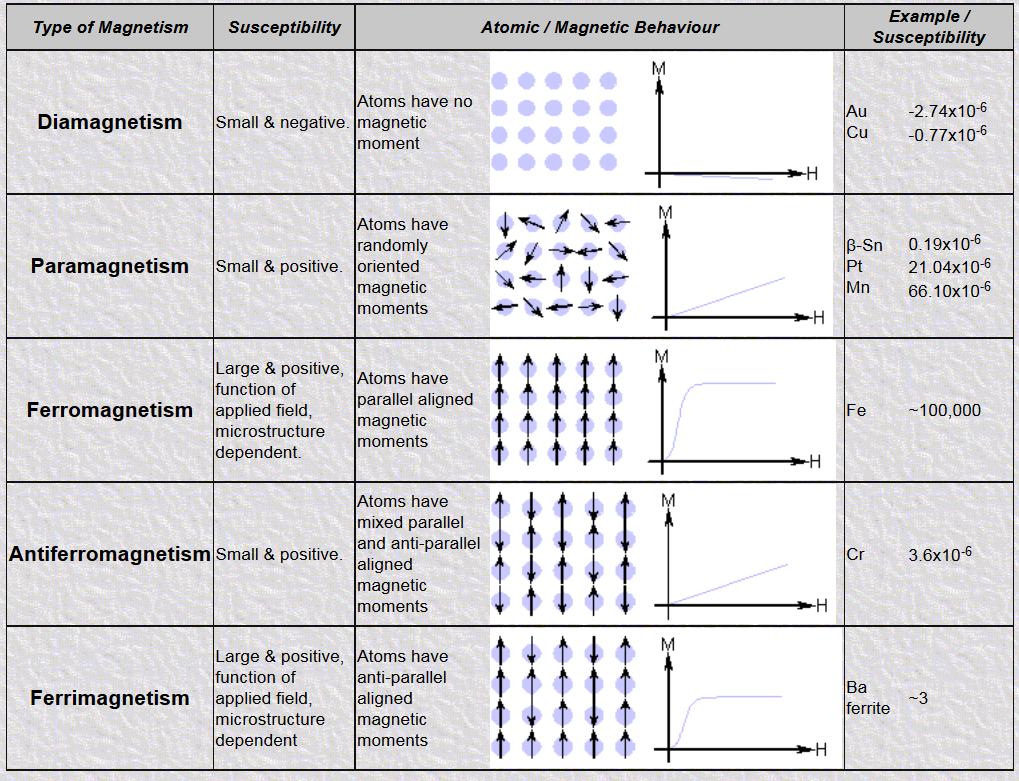 Type of Magnetism
Susceptibility
Atomic / Magnetic Behaviour
Example /
Susceptibility
Diamagnetism
Small & negative.
Atoms have no
magnetic
moment
M
H
Au -2.74x10-6
Cu -0.77x10-6
Paramagnetism
Small & positive.
Atoms have
randomly
oriented
magnetic
moments
M
H
β-Sn 0.19x10-6
Pt 21.04x10-6
Mn 66.10x10-6
Ferromagnetism
Large & positive,
function of
applied field,
microstructure
dependent.
Atoms have
parallel aligned
magnetic
moments
M
H
Fe ~100,000
Antiferromagnetism
Small & positive.
Atoms have
mixed parallel
and anti-parallel
aligned
magnetic
moments
M
H
Cr 3.6x10-6
Ferrimagnetism
Large & positive,
function of
applied field,
microstructure
dependent
Atoms have
anti-parallel
aligned
magnetic
moments
M
H
Ba
ferrite ~3